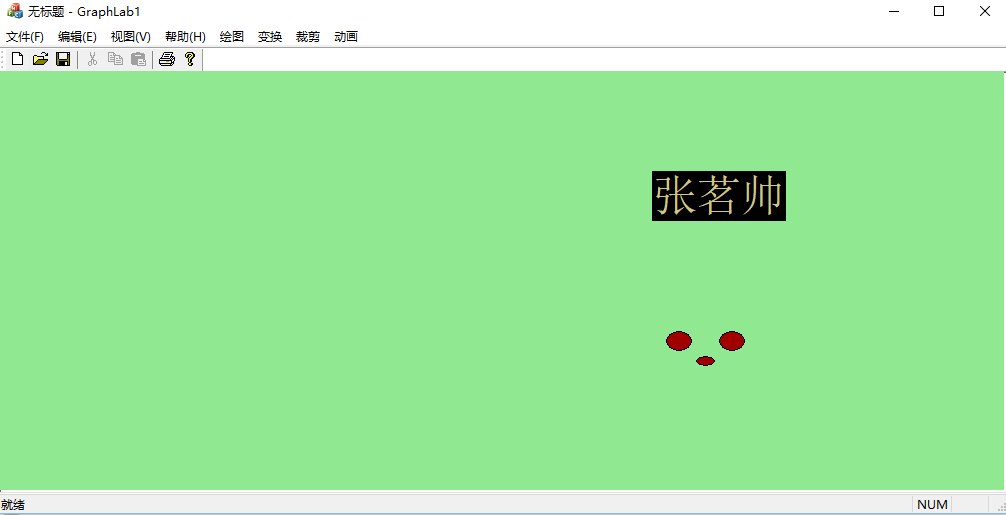 无标题 - GraphLab1
文件(F) 编辑(E) 视图(V) 帮助(H) 绘图 变换 裁剪 动画
张茗帅
就绪 NUM